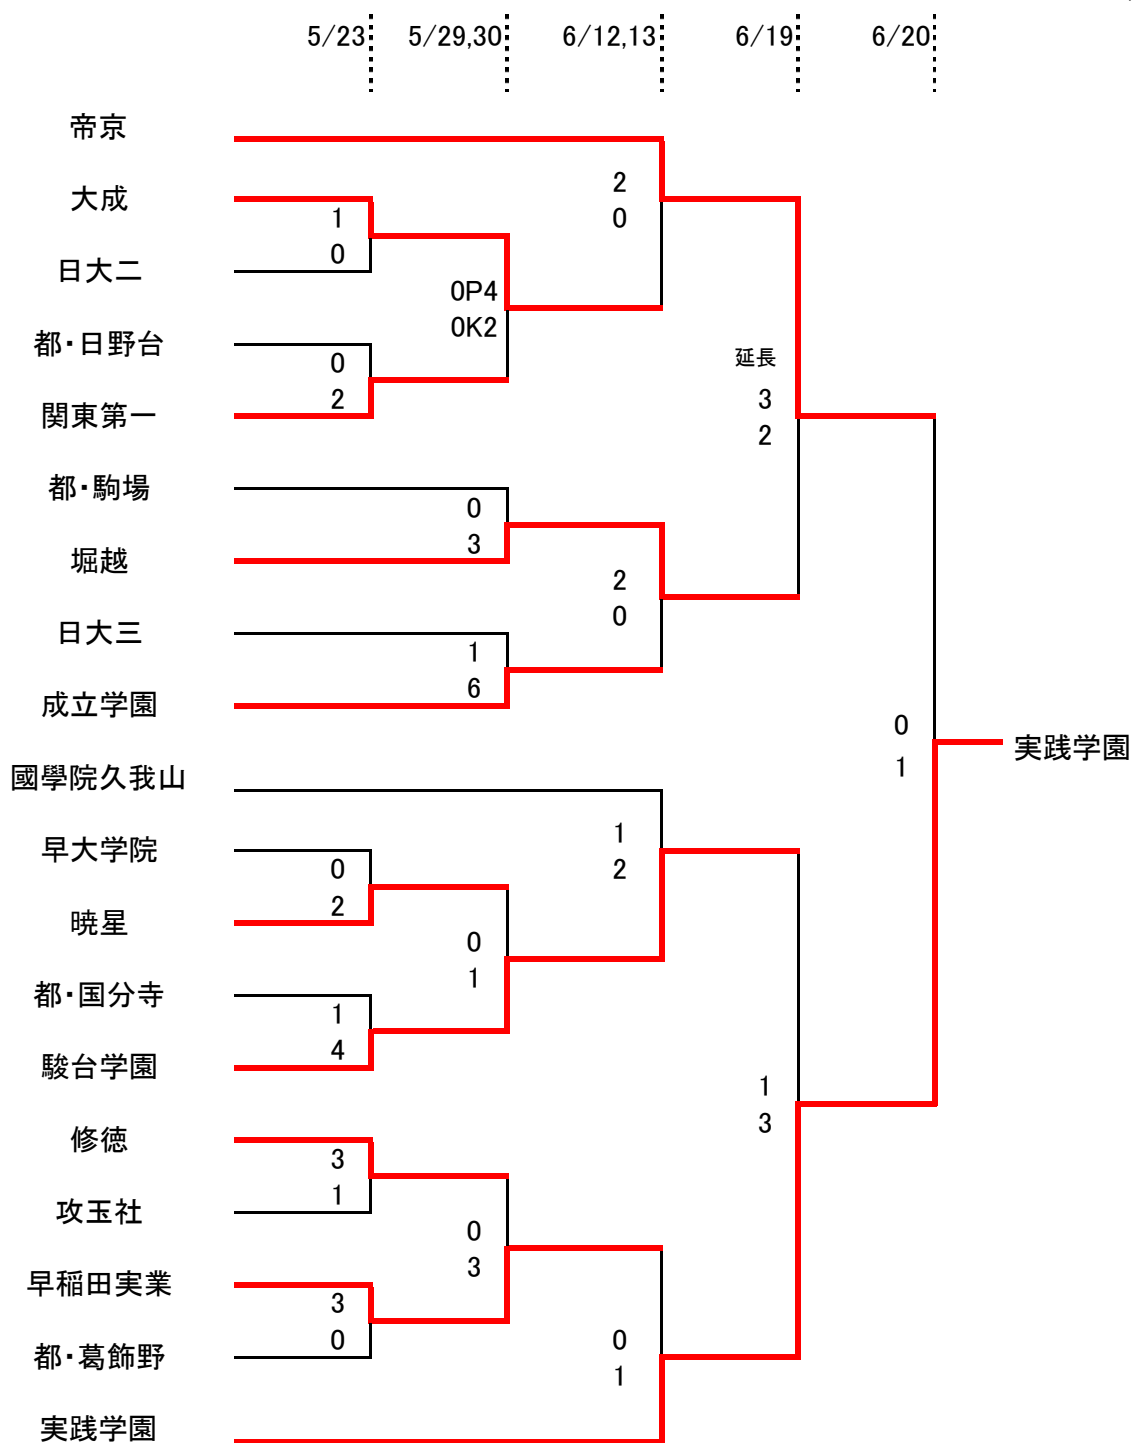 5/23 5/29,30 6/12,13 6/19 6/20
帝京
2
大成
1
0
0
日大二
0P4
0K2
都・日野台
0
延長
2
3
関東第一
2
都・駒場
0
3
堀越
2
0
日大三
1
6
成立学園
0
実践学園
1
國學院久我山
1
早大学院
0
2
2
暁星
0
1
都・国分寺
1
4
駿台学園
1
3
修徳
3
1
攻玉社
0
3
早稲田実業
3
0
0
都・葛飾野
1
実践学園